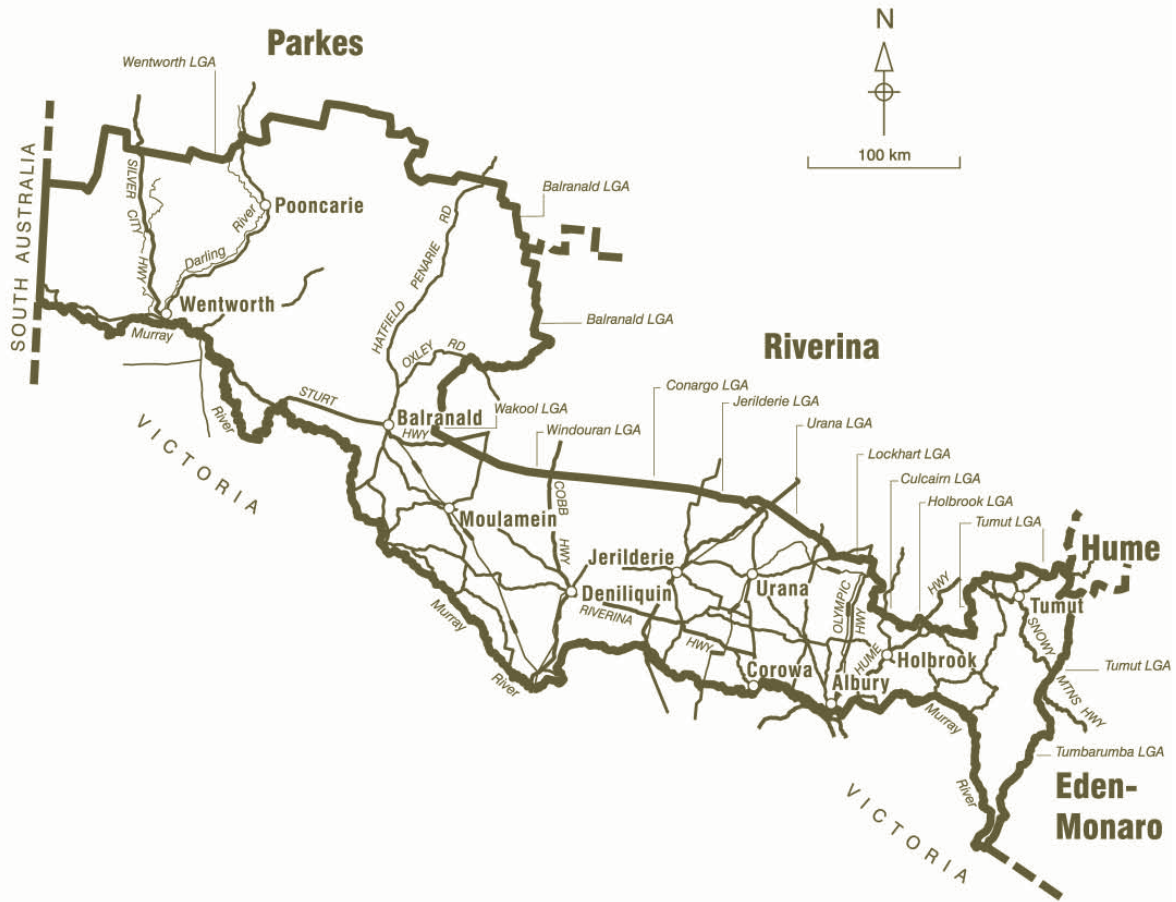 N
Parkes
Wentworth LGA
100 km
SOUTH AUSTRALIA
SILVER CITY HWY
Pooncarie
River
Darling
Balranald LGA
HATFIELD PENARIE RD
Wentworth
Murray
Balranald LGA
OXLEY RD
Riverina
Conargo LGA
Jerilderie LGA
STURT
Balranald
HWY
Wakool LGA
Windouran LGA
Urana LGA
River
VICTORIA
Lockhart LGA
Culcairn LGA
Holbrook LGA
Tumut LGA
COBB HWY
Moulamein
Hume
Jerilderie
Deniliquin
Urana
HWY
Tumut
RIVERINA
HWY
OLYMPIC HWY
SNOWY
MTNS HWY
Murray
River
HUME
Holbrook
Corowa
Albury
Tumut LGA
Murray
River
Tumbarumba LGA
Eden-
Monaro
VICTORIA